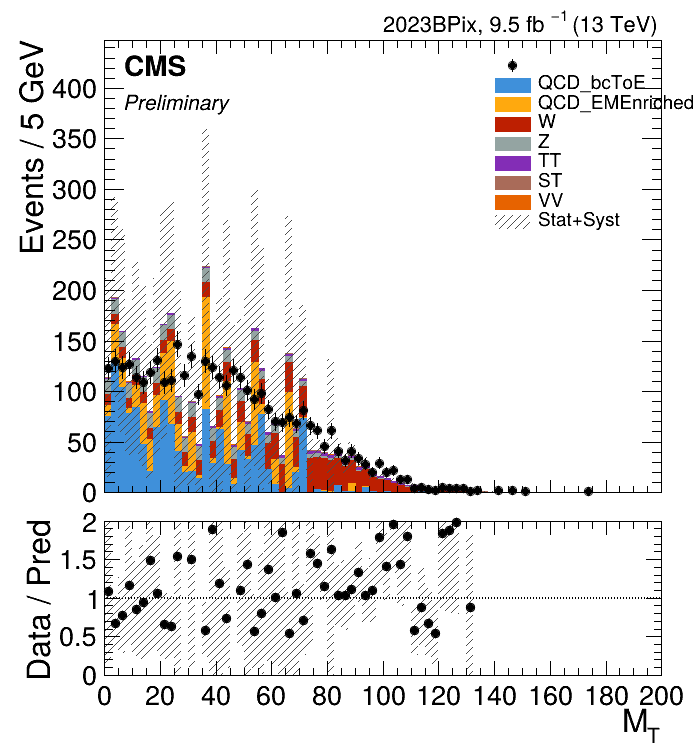 2023BPix, 9.5 fb⁻¹ (13 TeV)
Events / 5 GeV
CMS
Preliminary
QCD_bcToE
QCD_EMEnriched
W
Z
TT
ST
VV
Stat+Syst
400
350
300
250
200
150
100
50
0
Data / Pred
2
1.5
1
0.5
0
0 20 40 60 80 100 120 140 160 180 200
M_T